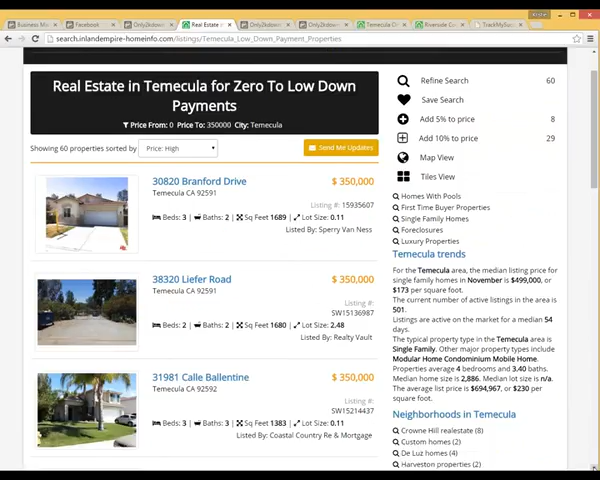 Business Mo
Facebook
Only2kdown
Real Estate in
Only2kdown
Only2kdown
Temecula Ch
Riverside C
TrackMySuc
search.inlandempire-homeinfo.com/listings/Temecula_Low_Down_Payment_Properties
Real Estate in Temecula for Zero To Low Down
Payments
Price From: 0 Price To: 350000 City: Temecula
Showing 60 properties sorted by Price: High
Send Me Updates
30820 Branford Drive $ 350,000
Temecula CA 92591
Listing #: 15935607
Beds: 3 Baths: 2 Sq Feet 1689 Lot Size: 0.11
Listed By: Sperry Van Ness
38320 Liefer Road $ 350,000
Temecula CA 92591
Listing #:
SW15136987
Beds: 2 Baths: 2 Sq Feet 1680 Lot Size: 2.48
Listed By: Realty Vault
31981 Calle Ballentine $ 350,000
Temecula CA 92592
Listing #:
SW15214437
Beds: 3 Baths: 3 Sq Feet 1383 Lot Size: 0.11
Listed By: Coastal Country Re & Mortgage
Refine Search 60
Save Search
Add 5% to price 8
Add 10% to price 29
Map View
Tiles View
Homes With Pools
First Time Buyer Properties
Single Family Homes
Foreclosures
Luxury Properties
Temecula trends
For the Temecula area, the median listing price for
single family homes in November is $499,000, or
$173 per square foot.
The current number of active listings in the area is
501.
Listings are active on the market for a median 54
days.
The typical property type in the Temecula area is
Single Family. Other major property types include
Modular Home Condominium Mobile Home.
Properties average 4 bedrooms and 3.40 baths.
Median home size is 2,886. Median lot size is n/a.
The average list price is $694,967, or $230 per
square foot.
Neighborhoods in Temecula
Crowne Hill realestate (8)
Custom homes (2)
De Luz homes (4)
Harveston properties (2)